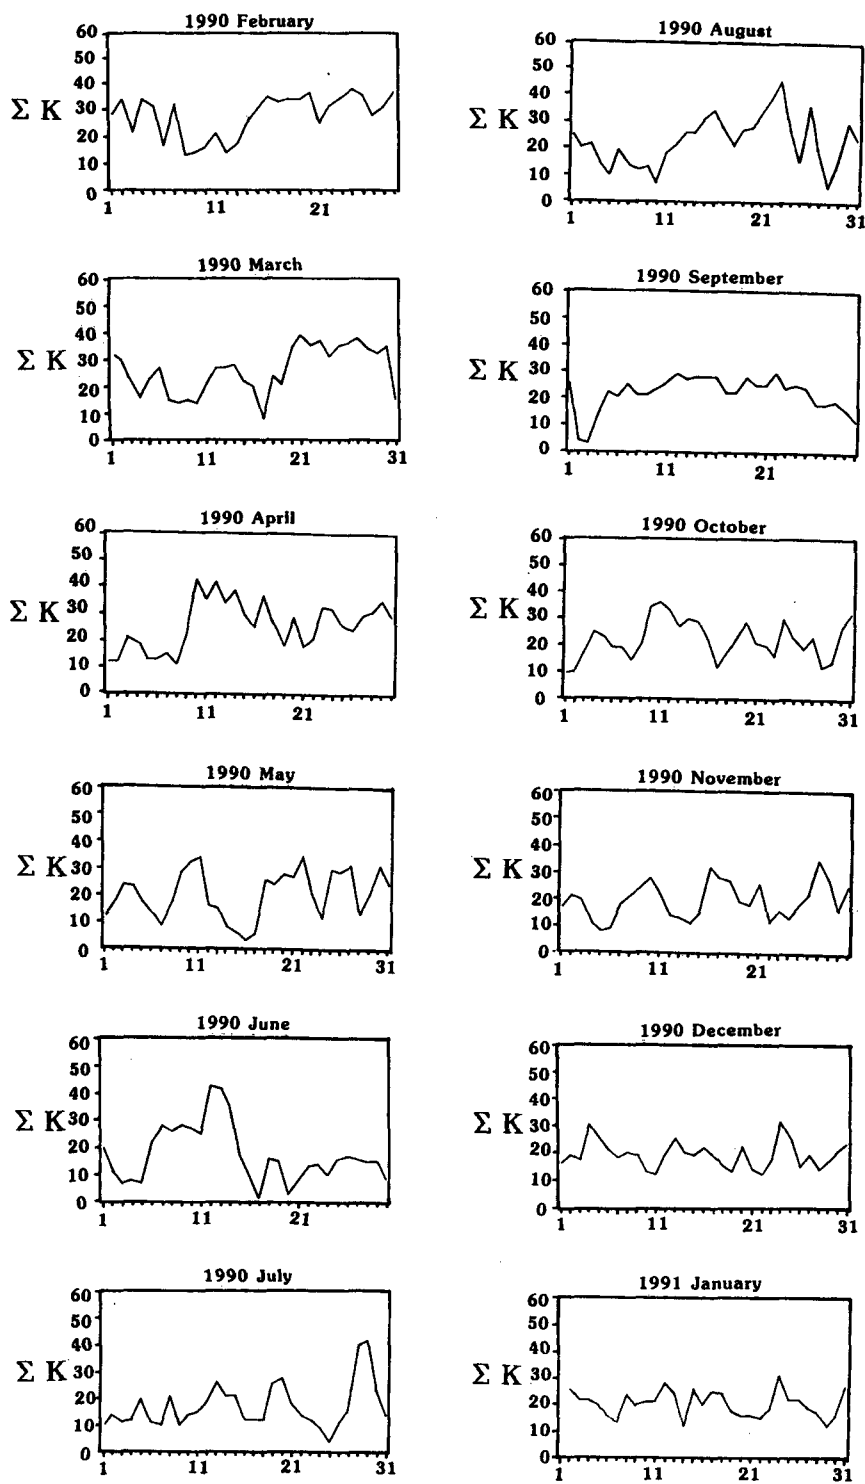 1990 February
60
50
40
Σ K 30
20
10
0
11 21
1990 March
60
50
40
Σ K 30
20
10
0
1 11 21 31
1990 April
60
50
40
Σ K 30
20
10
0
1 11 21
1990 May
60
50
40
Σ K 30
20
10
0
1 11 21 31
1990 June
60
50
40
Σ K 30
20
10
0
1 11 21
1990 July
60
50
40
Σ K 30
20
10
0
1 11 21 31
1990 August
60
50
40
Σ K 30
20
10
0
1 11 21 31
1990 September
60
50
40
Σ K 30
20
10
0
1 11 21
1990 October
60
50
40
Σ K 30
20
10
0
1 11 21 31
1990 November
60
50
40
Σ K 30
20
10
0
1 11 21
1990 December
60
50
40
Σ K 30
20
10
0
1 11 21 31
1991 January
60
50
40
Σ K 30
20
10
0
1 11 21 31